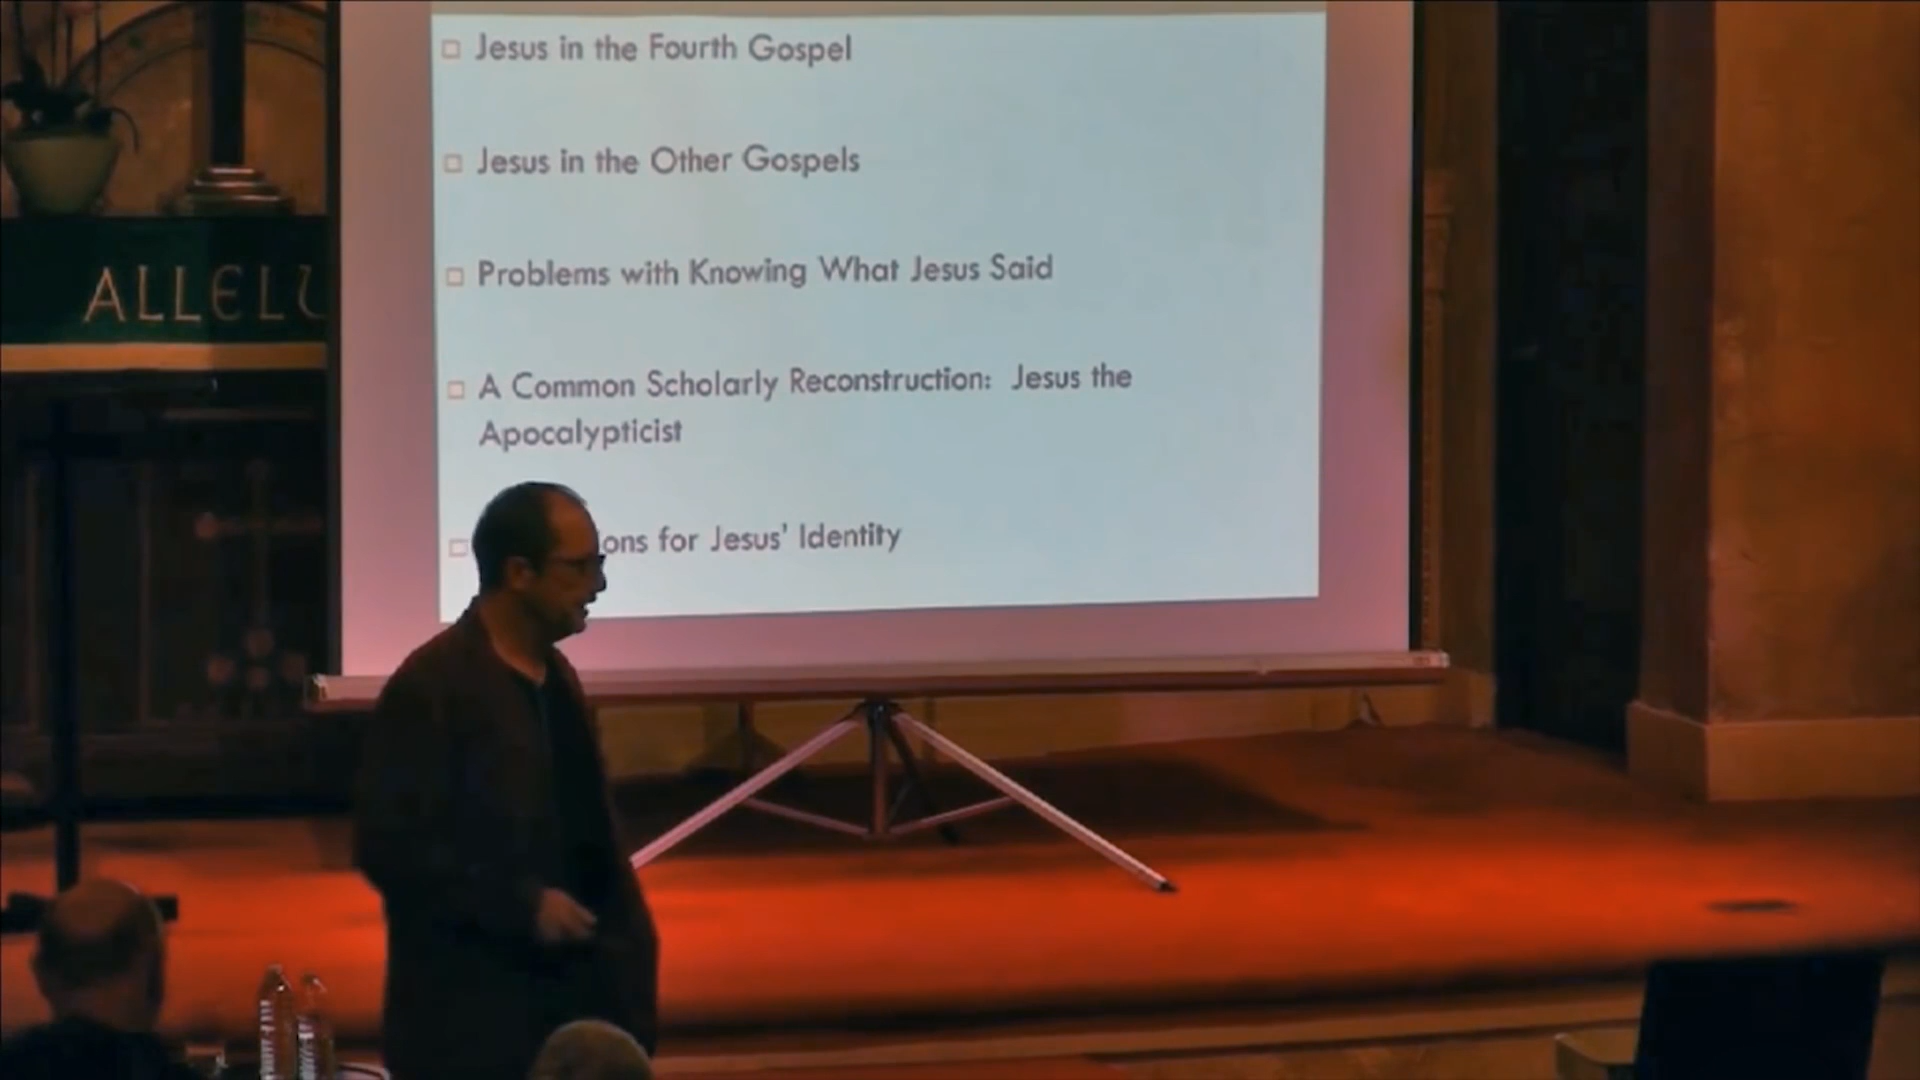 Jesus in the Fourth Gospel
Jesus in the Other Gospels
Problems with Knowing What Jesus Said
A Common Scholarly Reconstruction: Jesus the
Apocalypticist
ons for Jesus' Identity
ALLELU